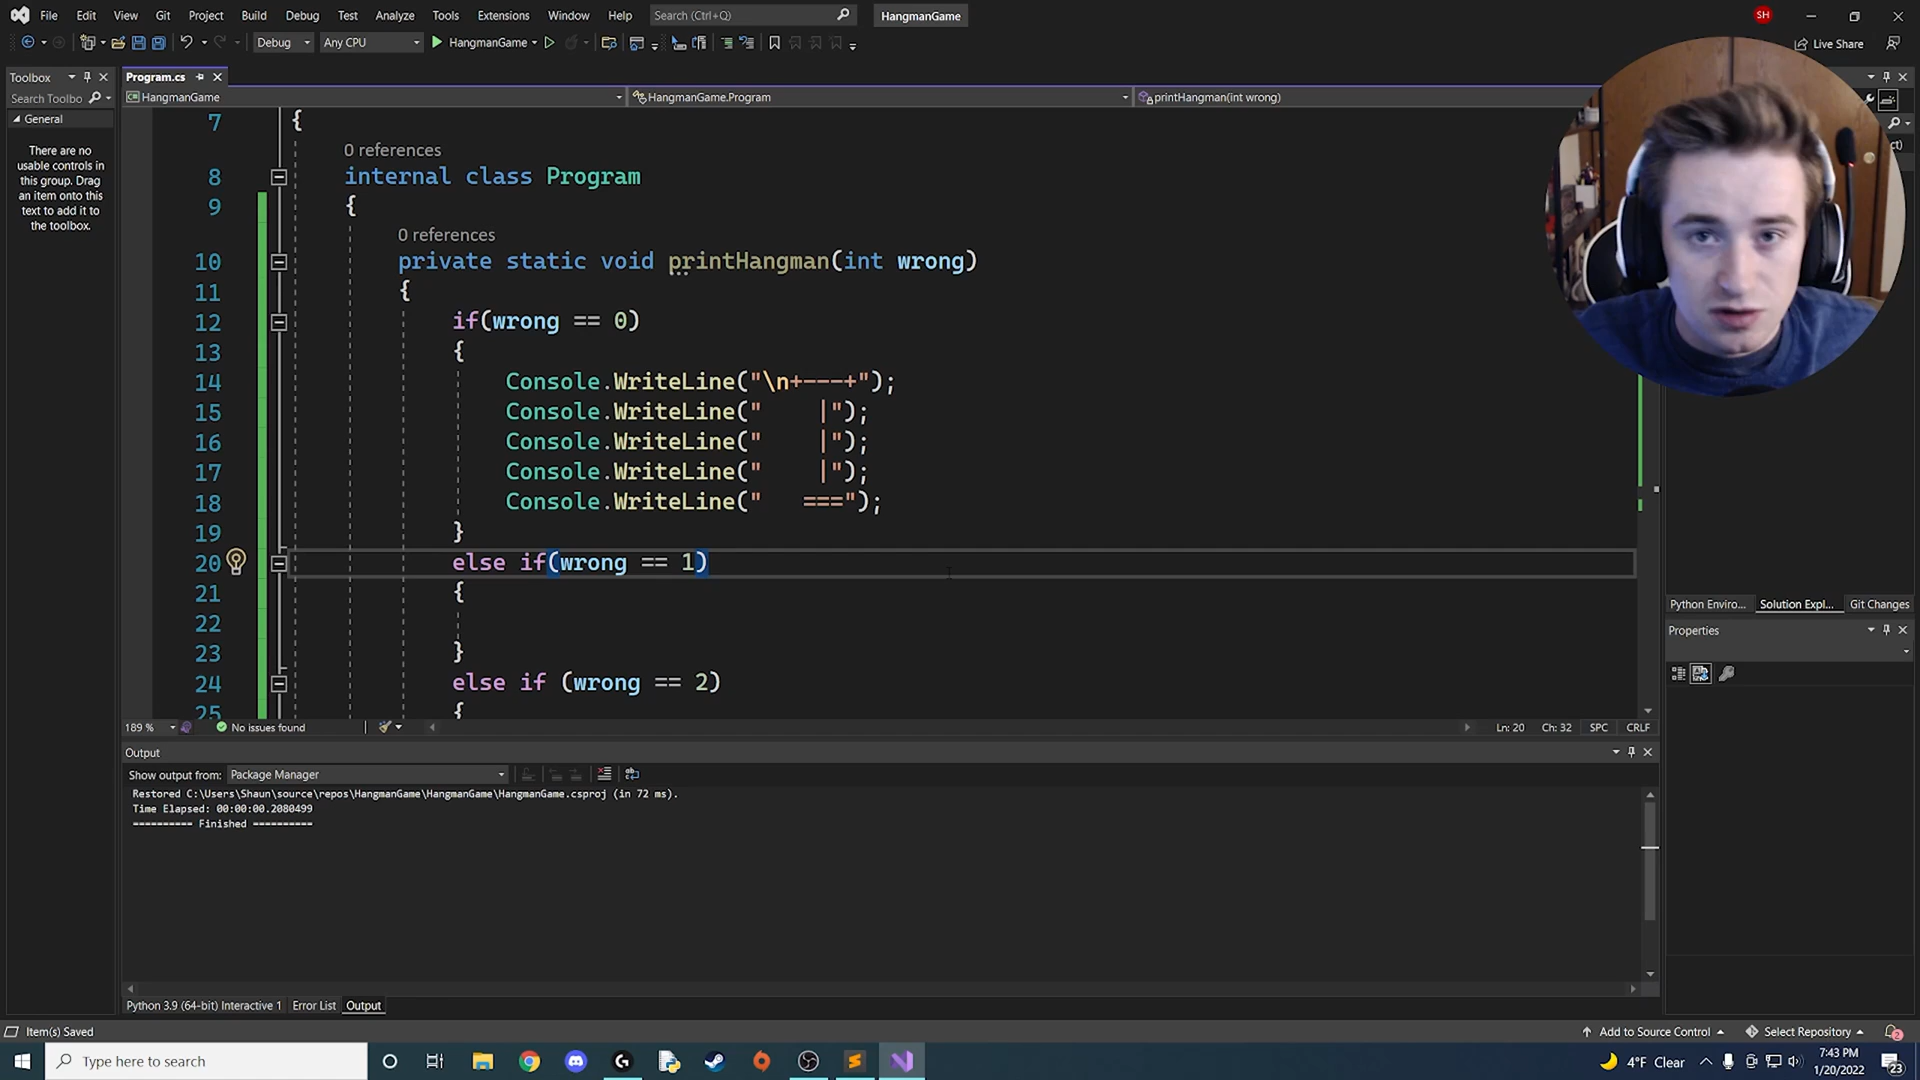 File Edit View Git Project Build Debug Test Analyze Tools Extensions Window Help Search (Ctrl+Q) HangmanGame SH
Debug Any CPU HangmanGame Live Share
Toolbox
Program.cs
Search Toolbo
HangmanGame HangmanGame.Program printHangman(int wrong)
General
There are no
usable controls in
this group. Drag
an item onto this
text to add it to
the toolbox.
7 {
0 references
8 internal class Program
9 {
0 references
10 private static void printHangman(int wrong)
11 {
12 if(wrong == 0)
13 {
14 Console.WriteLine("\n+---+");
15 Console.WriteLine("    |");
16 Console.WriteLine("    |");
17 Console.WriteLine("    |");
18 Console.WriteLine("   ===");
19 }
20 else if(wrong == 1)
21 {
22
23 }
24 else if (wrong == 2)
25 {
189 % No issues found Ln: 20 Ch: 32 SPC CRLF
Python Enviro... Solution Expl... Git Changes
Properties
Output
Show output from: Package Manager
Restored C:\Users\Shaun\source\repos\HangmanGame\HangmanGame\HangmanGame.csproj (in 72 ms).
Time Elapsed: 00:00:00.2080499
========== Finished ==========
Python 3.9 (64-bit) Interactive 1 Error List Output
Item(s) Saved Add to Source Control Select Repository 2
Type here to search 4°F Clear 7:43 PM
1/20/2022 23